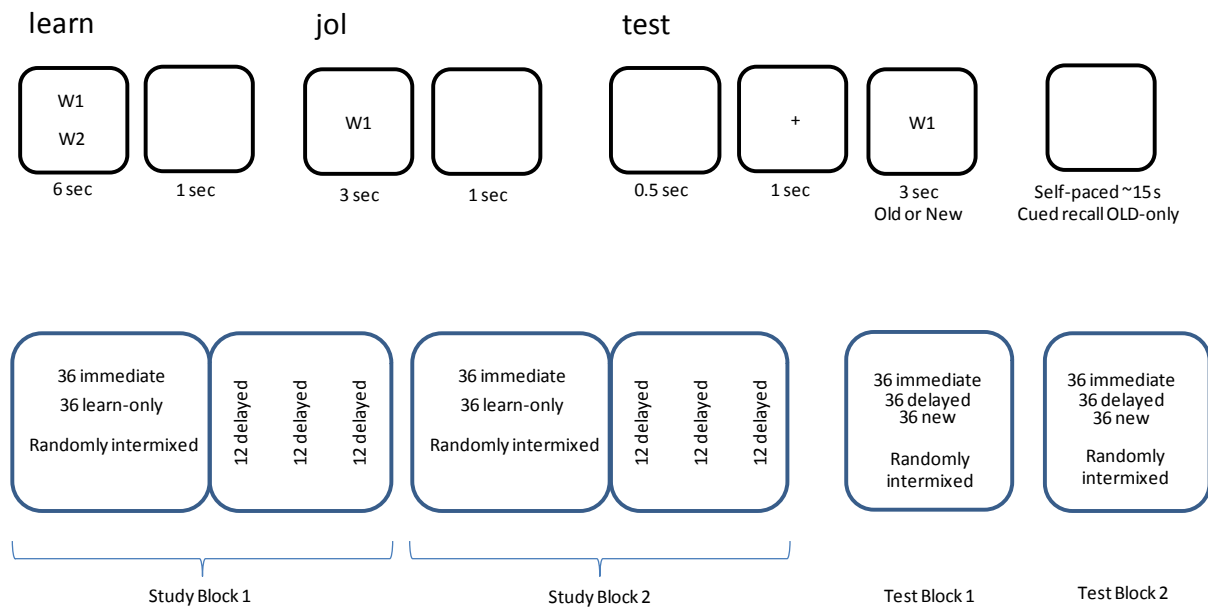 learn
jol
test
W1
W2
W1
+
W1
6 sec
1 sec
3 sec
1 sec
0.5 sec
1 sec
3 sec
Old or New
Self-paced ~15s
Cued recall OLD-only
36 immediate
36 learn-only
Randomly intermixed
12 delayed
12 delayed
12 delayed
36 immediate
36 learn-only
Randomly intermixed
12 delayed
12 delayed
12 delayed
36 immediate
36 delayed
36 new
Randomly
intermixed
36 immediate
36 delayed
36 new
Randomly
intermixed
Study Block 1
Study Block 2
Test Block 1
Test Block 2